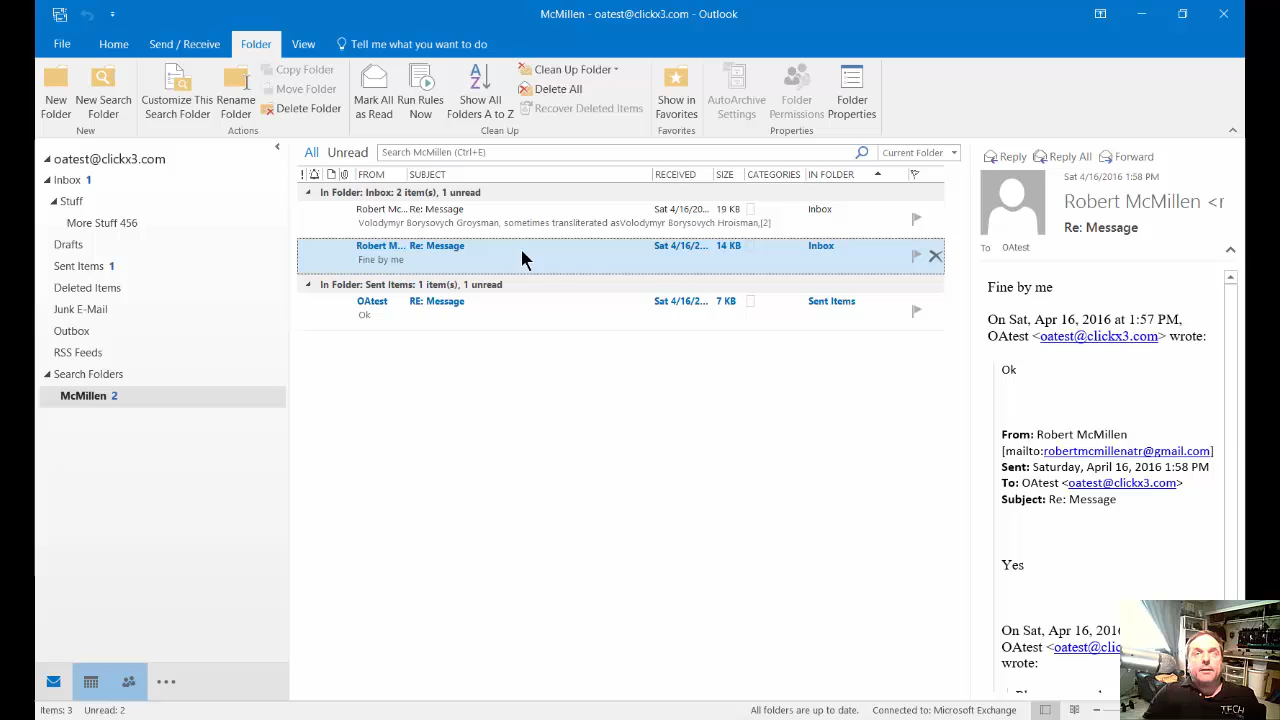 McMillen - oatest@clickx3.com - Outlook
File Home Send / Receive Folder View Tell me what you want to do
New Folder
New Search Folder
New
Customize This Search Folder
Rename Folder
Copy Folder
Move Folder
Delete Folder
Actions
Mark All as Read
Run Rules Now
Show All Folders A to Z
Clean Up Folder
Delete All
Recover Deleted Items
Clean Up
Show in Favorites
Favorites
AutoArchive Settings
Folder Permissions
Folder Properties
Properties
oatest@clickx3.com
Inbox 1
Stuff
More Stuff 456
Drafts
Sent Items 1
Deleted Items
Junk E-Mail
Outbox
RSS Feeds
Search Folders
McMillen 2
All Unread Search McMillen (Ctrl+E) Current Folder
! FROM SUBJECT RECEIVED SIZE CATEGORIES IN FOLDER
In Folder: Inbox: 2 item(s), 1 unread
Robert Mc... Re: Message Sat 4/16/20... 19 KB Inbox
Volodymyr Borysovych Groysman, sometimes transliterated asVolodymyr Borysovych Hroisman,[2]
Robert M... Re: Message Sat 4/16/2... 14 KB Inbox
Fine by me
In Folder: Sent Items: 1 item(s), 1 unread
OAtest RE: Message Sat 4/16/2... 7 KB Sent Items
Ok
Reply Reply All Forward
Sat 4/16/2016 1:58 PM
Robert McMillen <r
Re: Message
To OAtest
Fine by me
On Sat, Apr 16, 2016 at 1:57 PM,
OAtest <oatest@clickx3.com> wrote:
Ok
From: Robert McMillen
[mailto:robertmcmillenatr@gmail.com]
Sent: Saturday, April 16, 2016 1:58 PM
To: OAtest <oatest@clickx3.com>
Subject: Re: Message
Yes
On Sat, Apr 16, 2016
OAtest <oatest@clic
wrote:
TECH
Items: 3 Unread: 2 All folders are up to date. Connected to: Microsoft Exchange